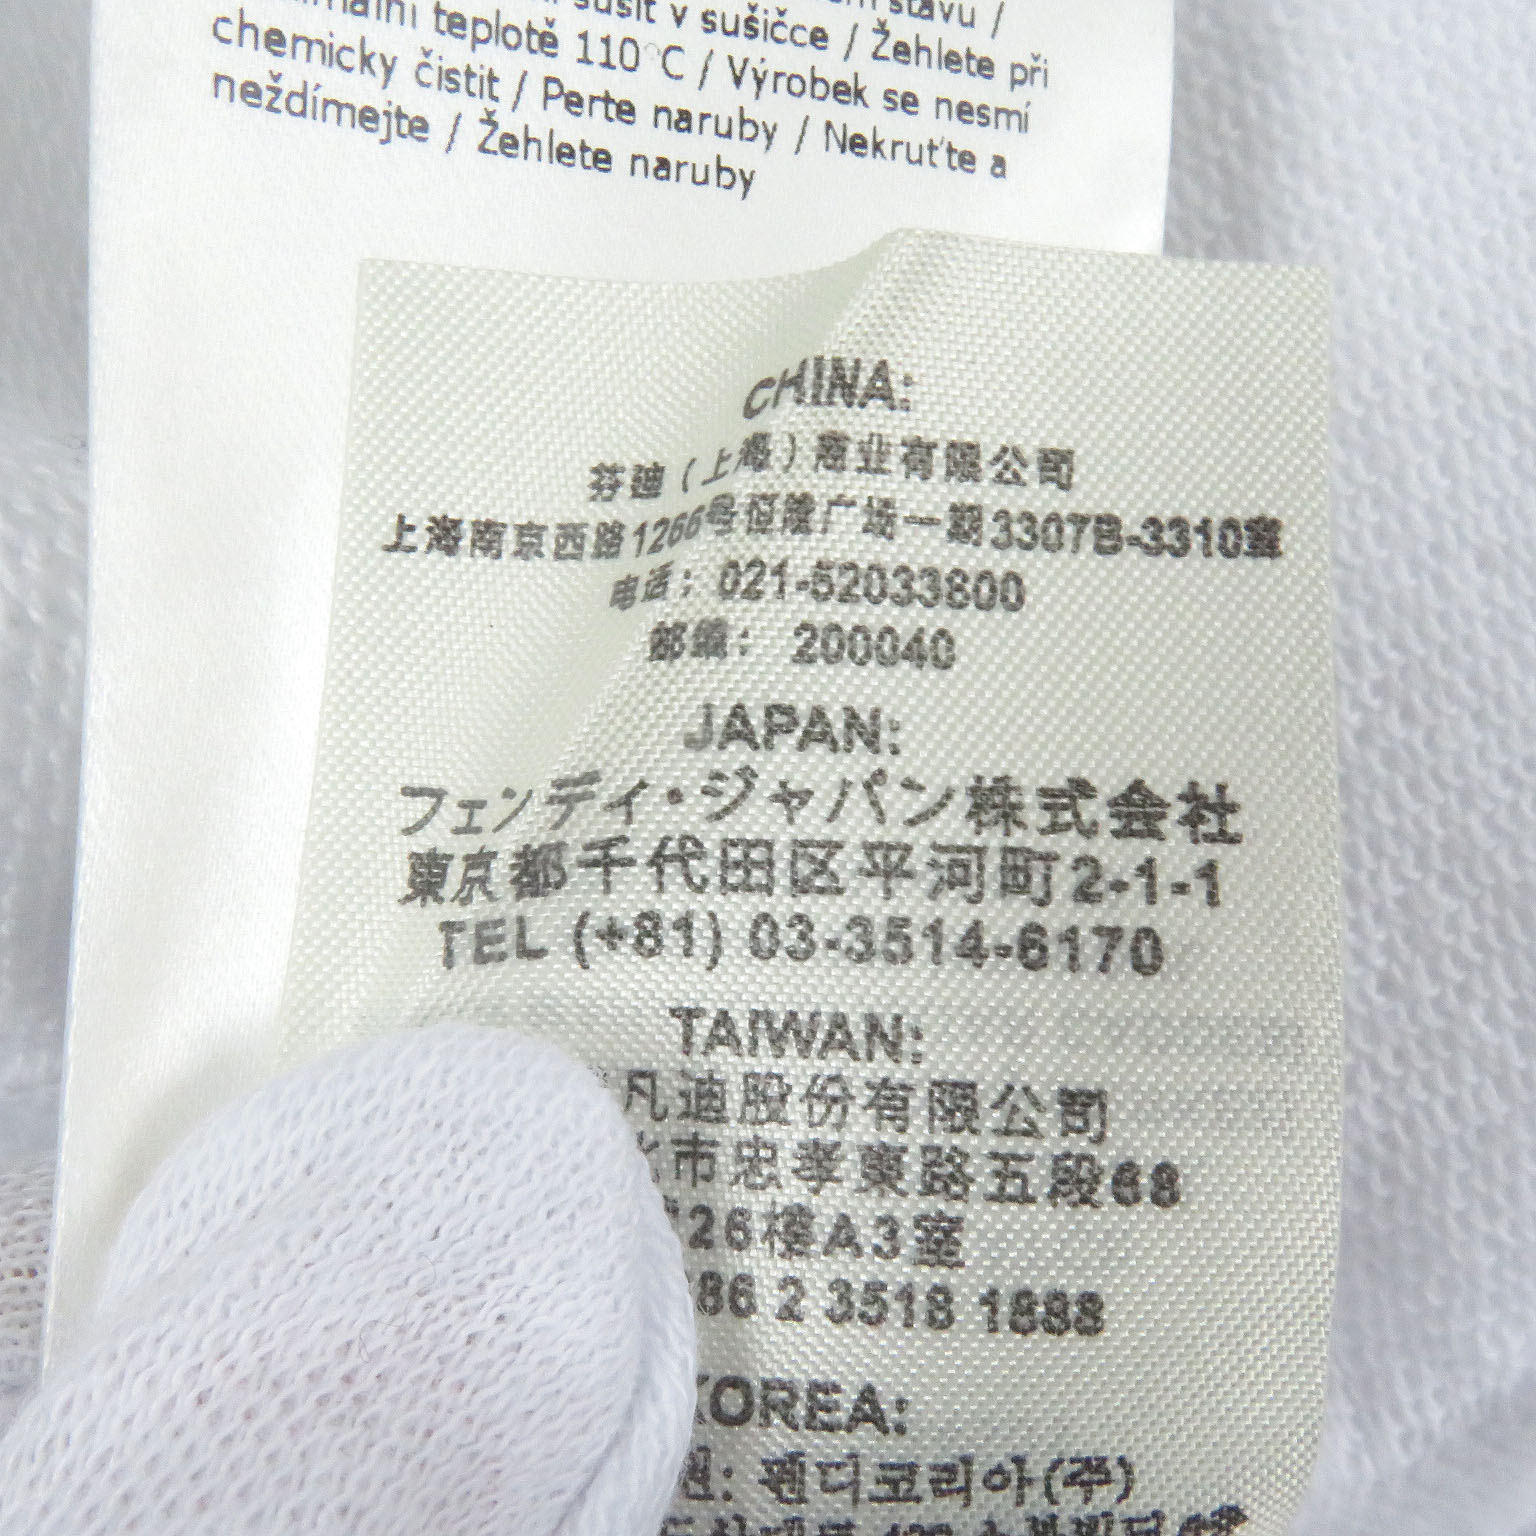 stavu /
sušit v sušičce / Žehlete při
teplotě 110°C / Výrobek se nesmí
chemicky čistit / Perte naruby / Nekruťte a
neždímejte / Žehlete naruby
CHINA:
芬迪（上海）商业有限公司
上海南京西路1266号恒隆广场一期3307B-3310室
电话：021-52033800
邮编：200040
JAPAN:
フェンディ・ジャパン株式会社
東京都千代田区平河町2-1-1
TEL (+81) 03-3514-6170
TAIWAN:
凡迪股份有限公司
市忠孝東路五段68
26樓A3室
886 2 3518 1888
KOREA:
펜디코리아(주)